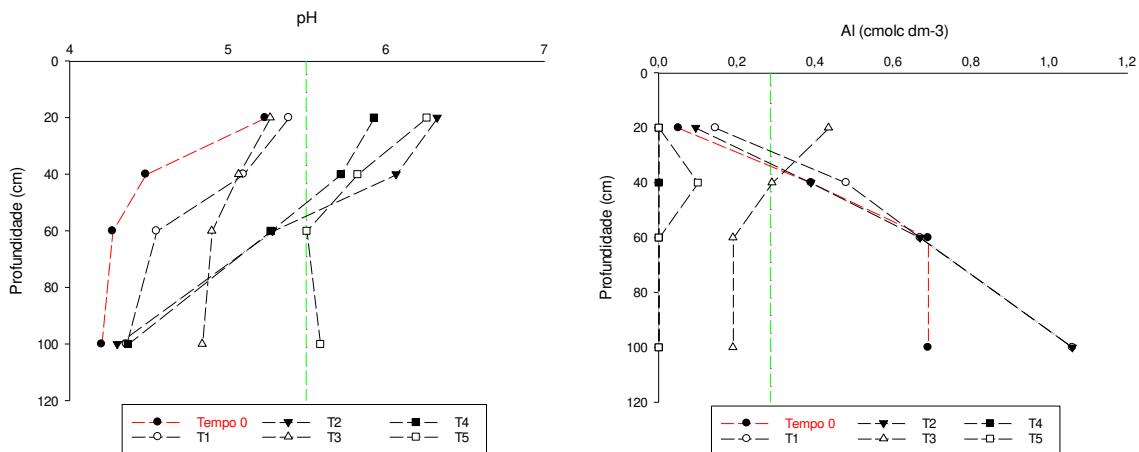 pH
4 5 6 7
0
20
40
60
80
100
120
Profundidade (cm)
Tempo 0 T2 T4
T1 T3 T5
Al (cmolc dm-3)
0,0 0,2 0,4 0,6 0,8 1,0 1,2
0
20
40
60
80
100
120
Profundidade (cm)
Tempo 0 T2 T4
T1 T3 T5